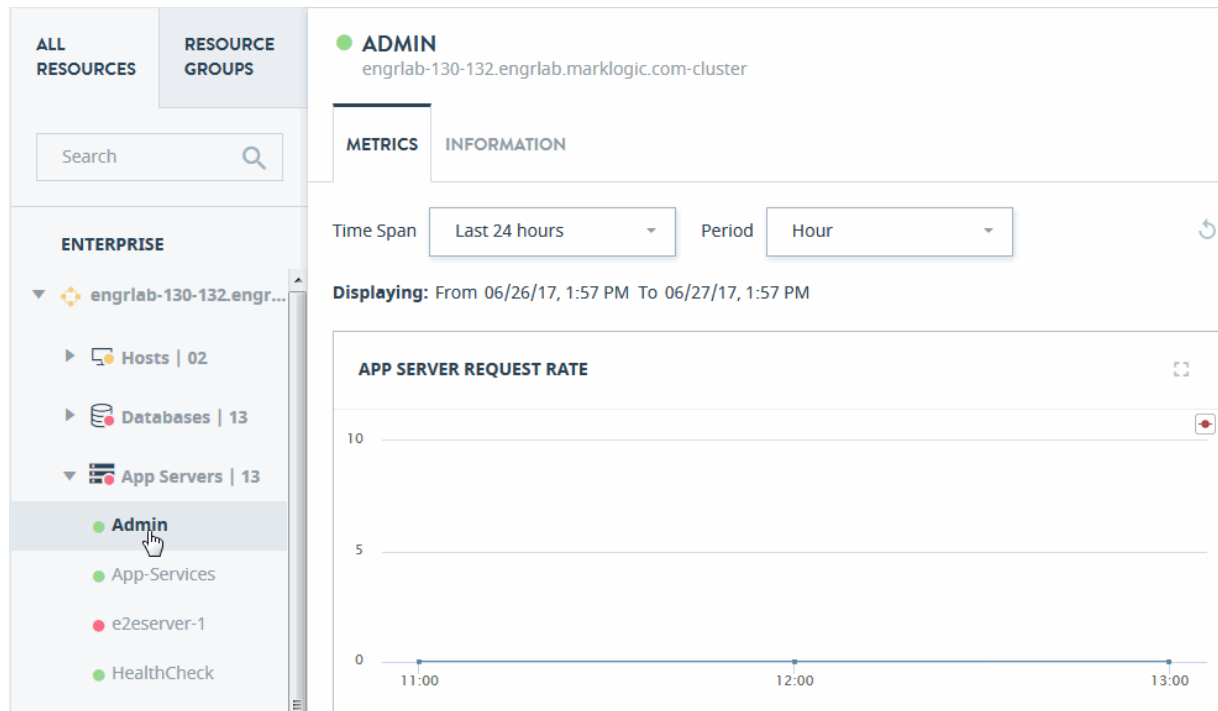 ALL
RESOURCES
RESOURCE
GROUPS
Search
ENTERPRISE
engrlab-130-132.engr...
Hosts | 02
Databases | 13
App Servers | 13
Admin
App-Services
e2eserver-1
HealthCheck
ADMIN
engrlab-130-132.engrlab.marklogic.com-cluster
METRICS INFORMATION
Time Span Last 24 hours Period Hour
Displaying: From 06/26/17, 1:57 PM To 06/27/17, 1:57 PM
APP SERVER REQUEST RATE
10
5
0
11:00 12:00 13:00